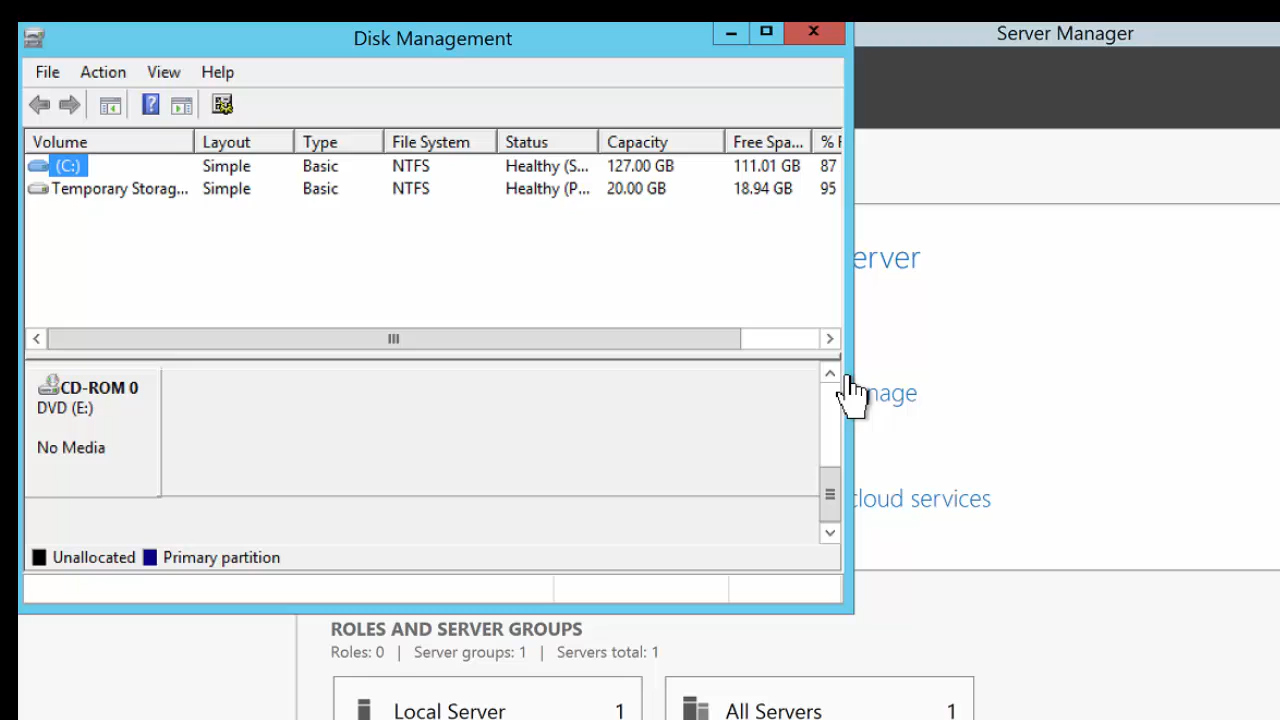 Disk Management
Server Manager
File Action View Help
Volume Layout Type File System Status Capacity Free Spa... %
(C:) Simple Basic NTFS Healthy (S... 127.00 GB 111.01 GB 87
Temporary Storag... Simple Basic NTFS Healthy (P... 20.00 GB 18.94 GB 95
erver
CD-ROM 0
DVD (E:)
nage
No Media
cloud services
Unallocated Primary partition
ROLES AND SERVER GROUPS
Roles: 0 | Server groups: 1 | Servers total: 1
Local Server 1
All Servers 1